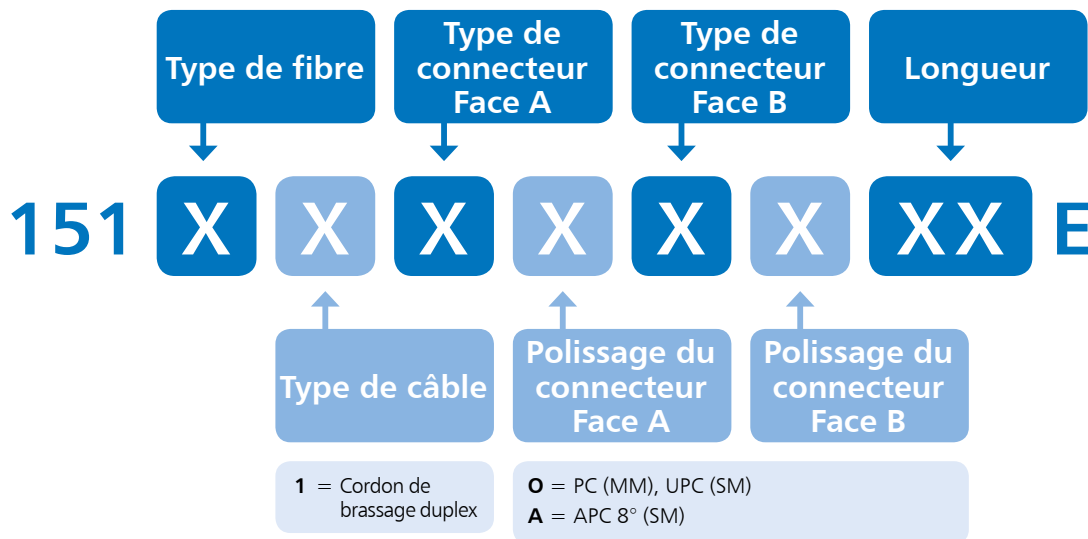 Type de fibre
Type de
connecteur
Face A
Type de
connecteur
Face B
Longueur
151 X X X X X X XX E
Type de câble
Polissage du
connecteur
Face A
Polissage du
connecteur
Face B
1 = Cordon de
brassage duplex
O = PC (MM), UPC (SM)
A = APC 8° (SM)